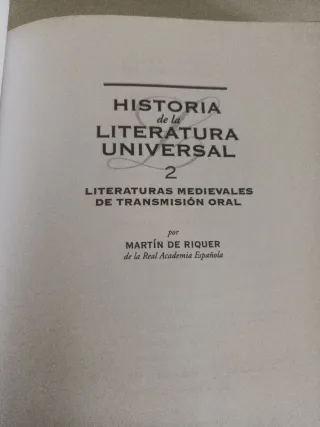 HISTORIA
de la
LITERATURA
UNIVERSAL
2
LITERATURAS MEDIEVALES
DE TRANSMISIÓN ORAL
por
MARTÍN DE RIQUER
de la Real Academia Española